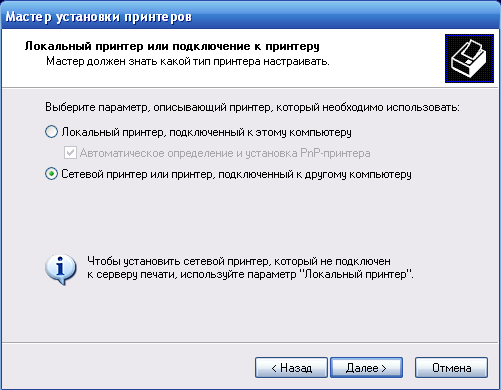 Мастер установки принтеров
Локальный принтер или подключение к принтеру
Мастер должен знать какой тип принтера настраивать.
Выберите параметр, описывающий принтер, который необходимо использовать:
Локальный принтер, подключенный к этому компьютеру
Автоматическое определение и установка PnP-принтера
Сетевой принтер или принтер, подключенный к другому компьютеру
Чтобы установить сетевой принтер, который не подключен
к серверу печати, используйте параметр "Локальный принтер".
< Назад
Далее >
Отмена